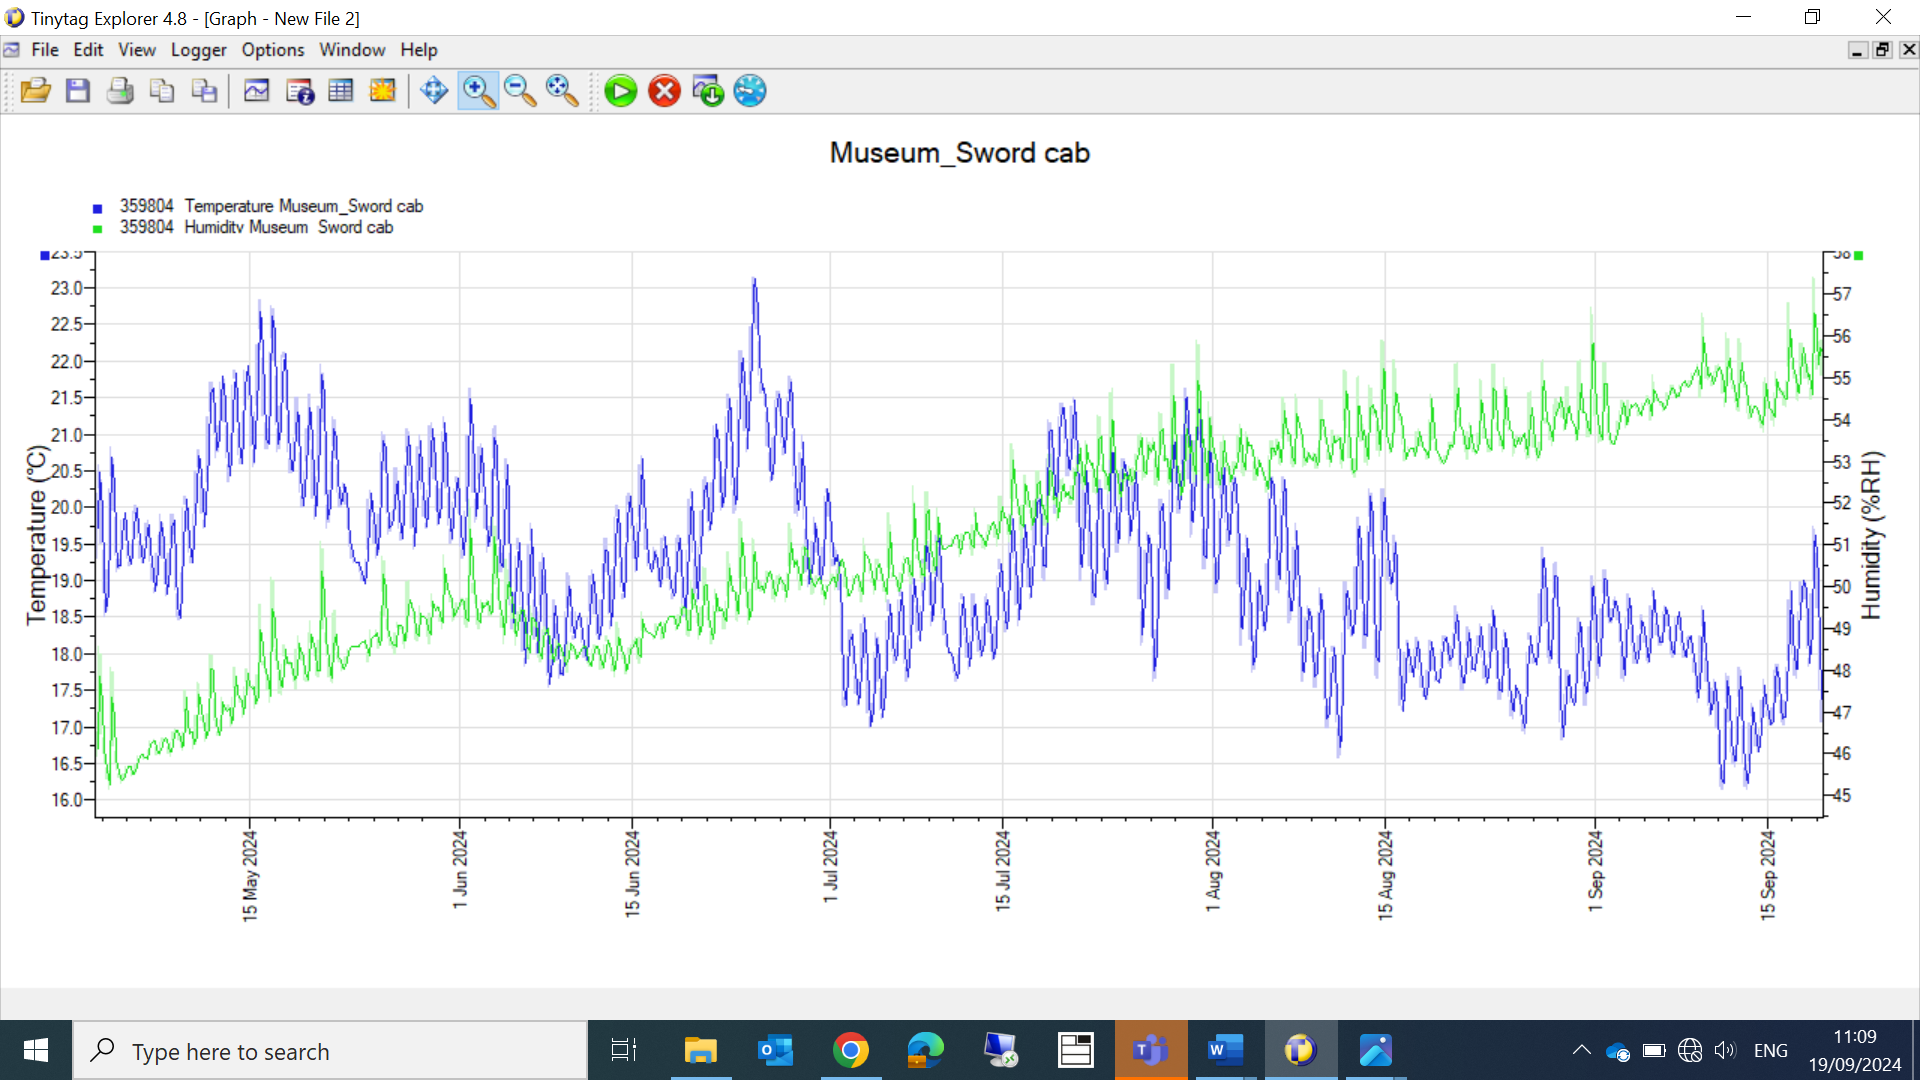 Tinytag Explorer 4.8 - [Graph - New File 2]
File Edit View Logger Options Window Help
Museum_Sword cab
359804 Temperature Museum_Sword cab
359804 Humidity Museum_Sword cab
23.5
23.0
22.5
22.0
21.5
21.0
20.5
20.0
19.5
19.0
18.5
18.0
17.5
17.0
16.5
16.0
Temperature (°C)
58
57
56
55
54
53
52
51
50
49
48
47
46
45
Humidity (%RH)
15 May 2024
1 Jun 2024
15 Jun 2024
1 Jul 2024
15 Jul 2024
1 Aug 2024
15 Aug 2024
1 Sep 2024
15 Sep 2024
Type here to search
ENG
11:09
19/09/2024